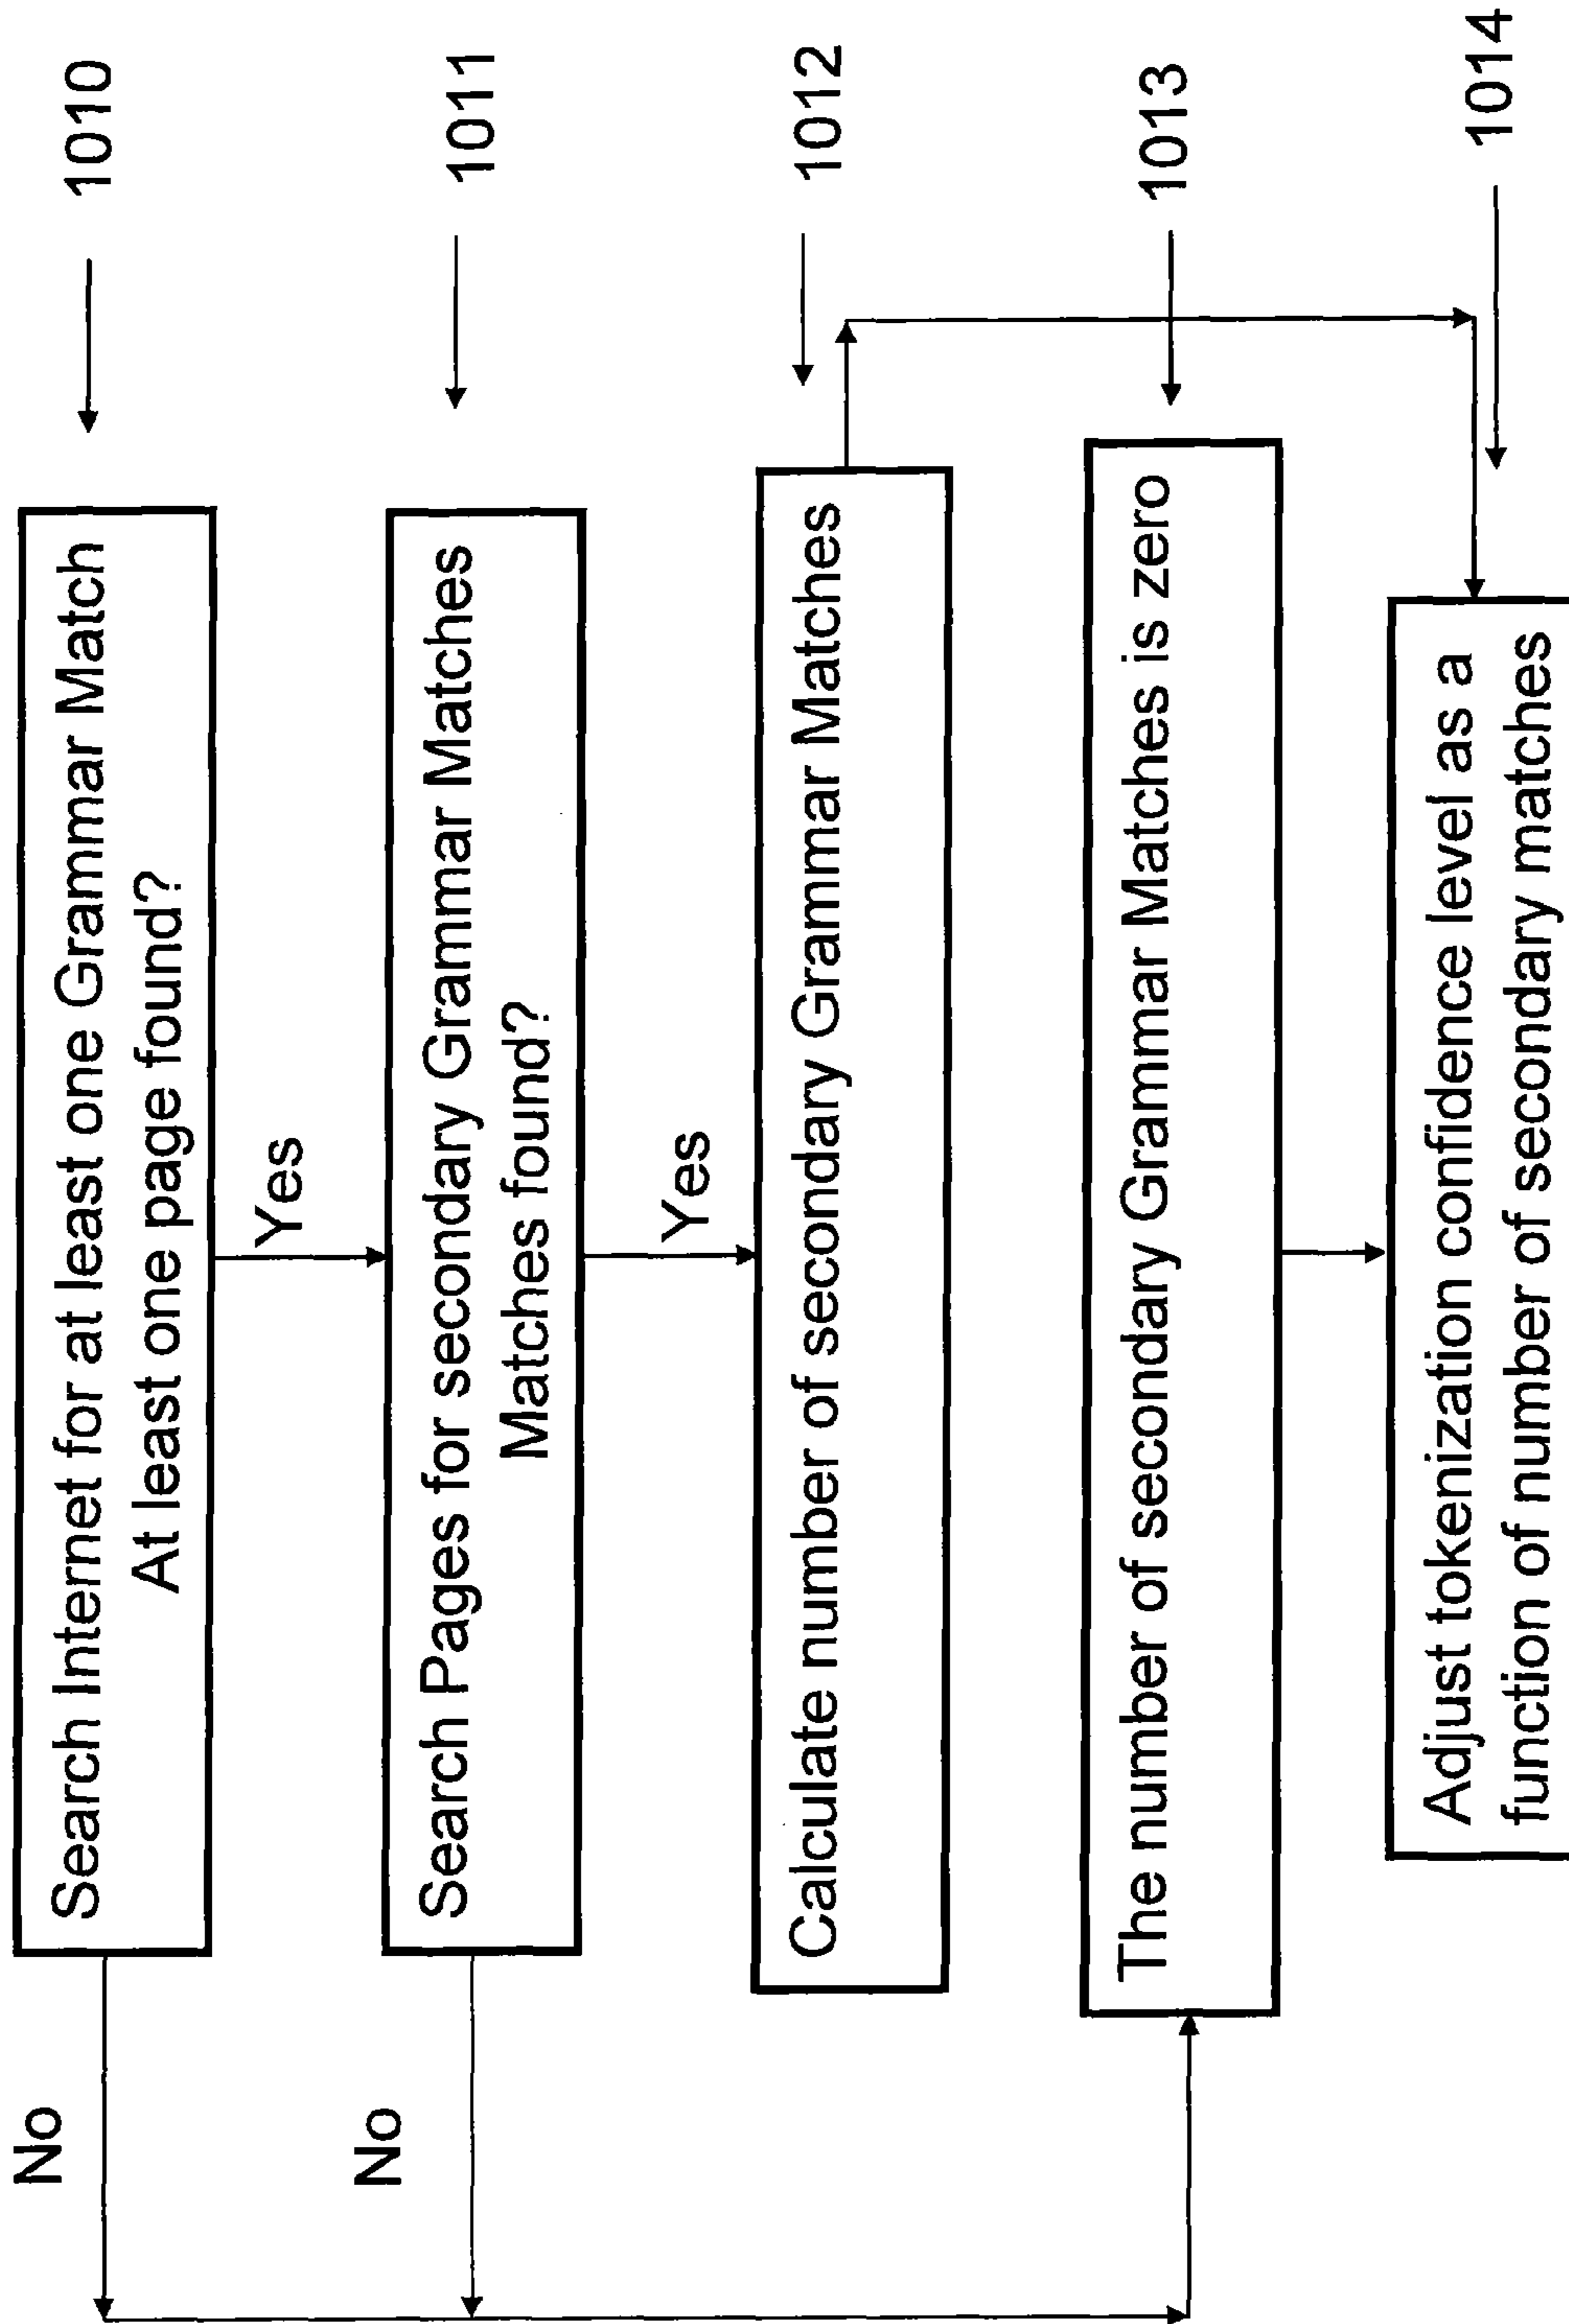 Search Internet for at least one Grammar Match
At least one page found?
1010
No
Yes
Search Pages for secondary Grammar Matches
Matches found?
1011
No
Yes
Calculate number of secondary Grammar Matches
1012
The number of secondary Grammar Matches is zero
1013
Adjust tokenization confidence level as a
function of number of secondary matches
1014